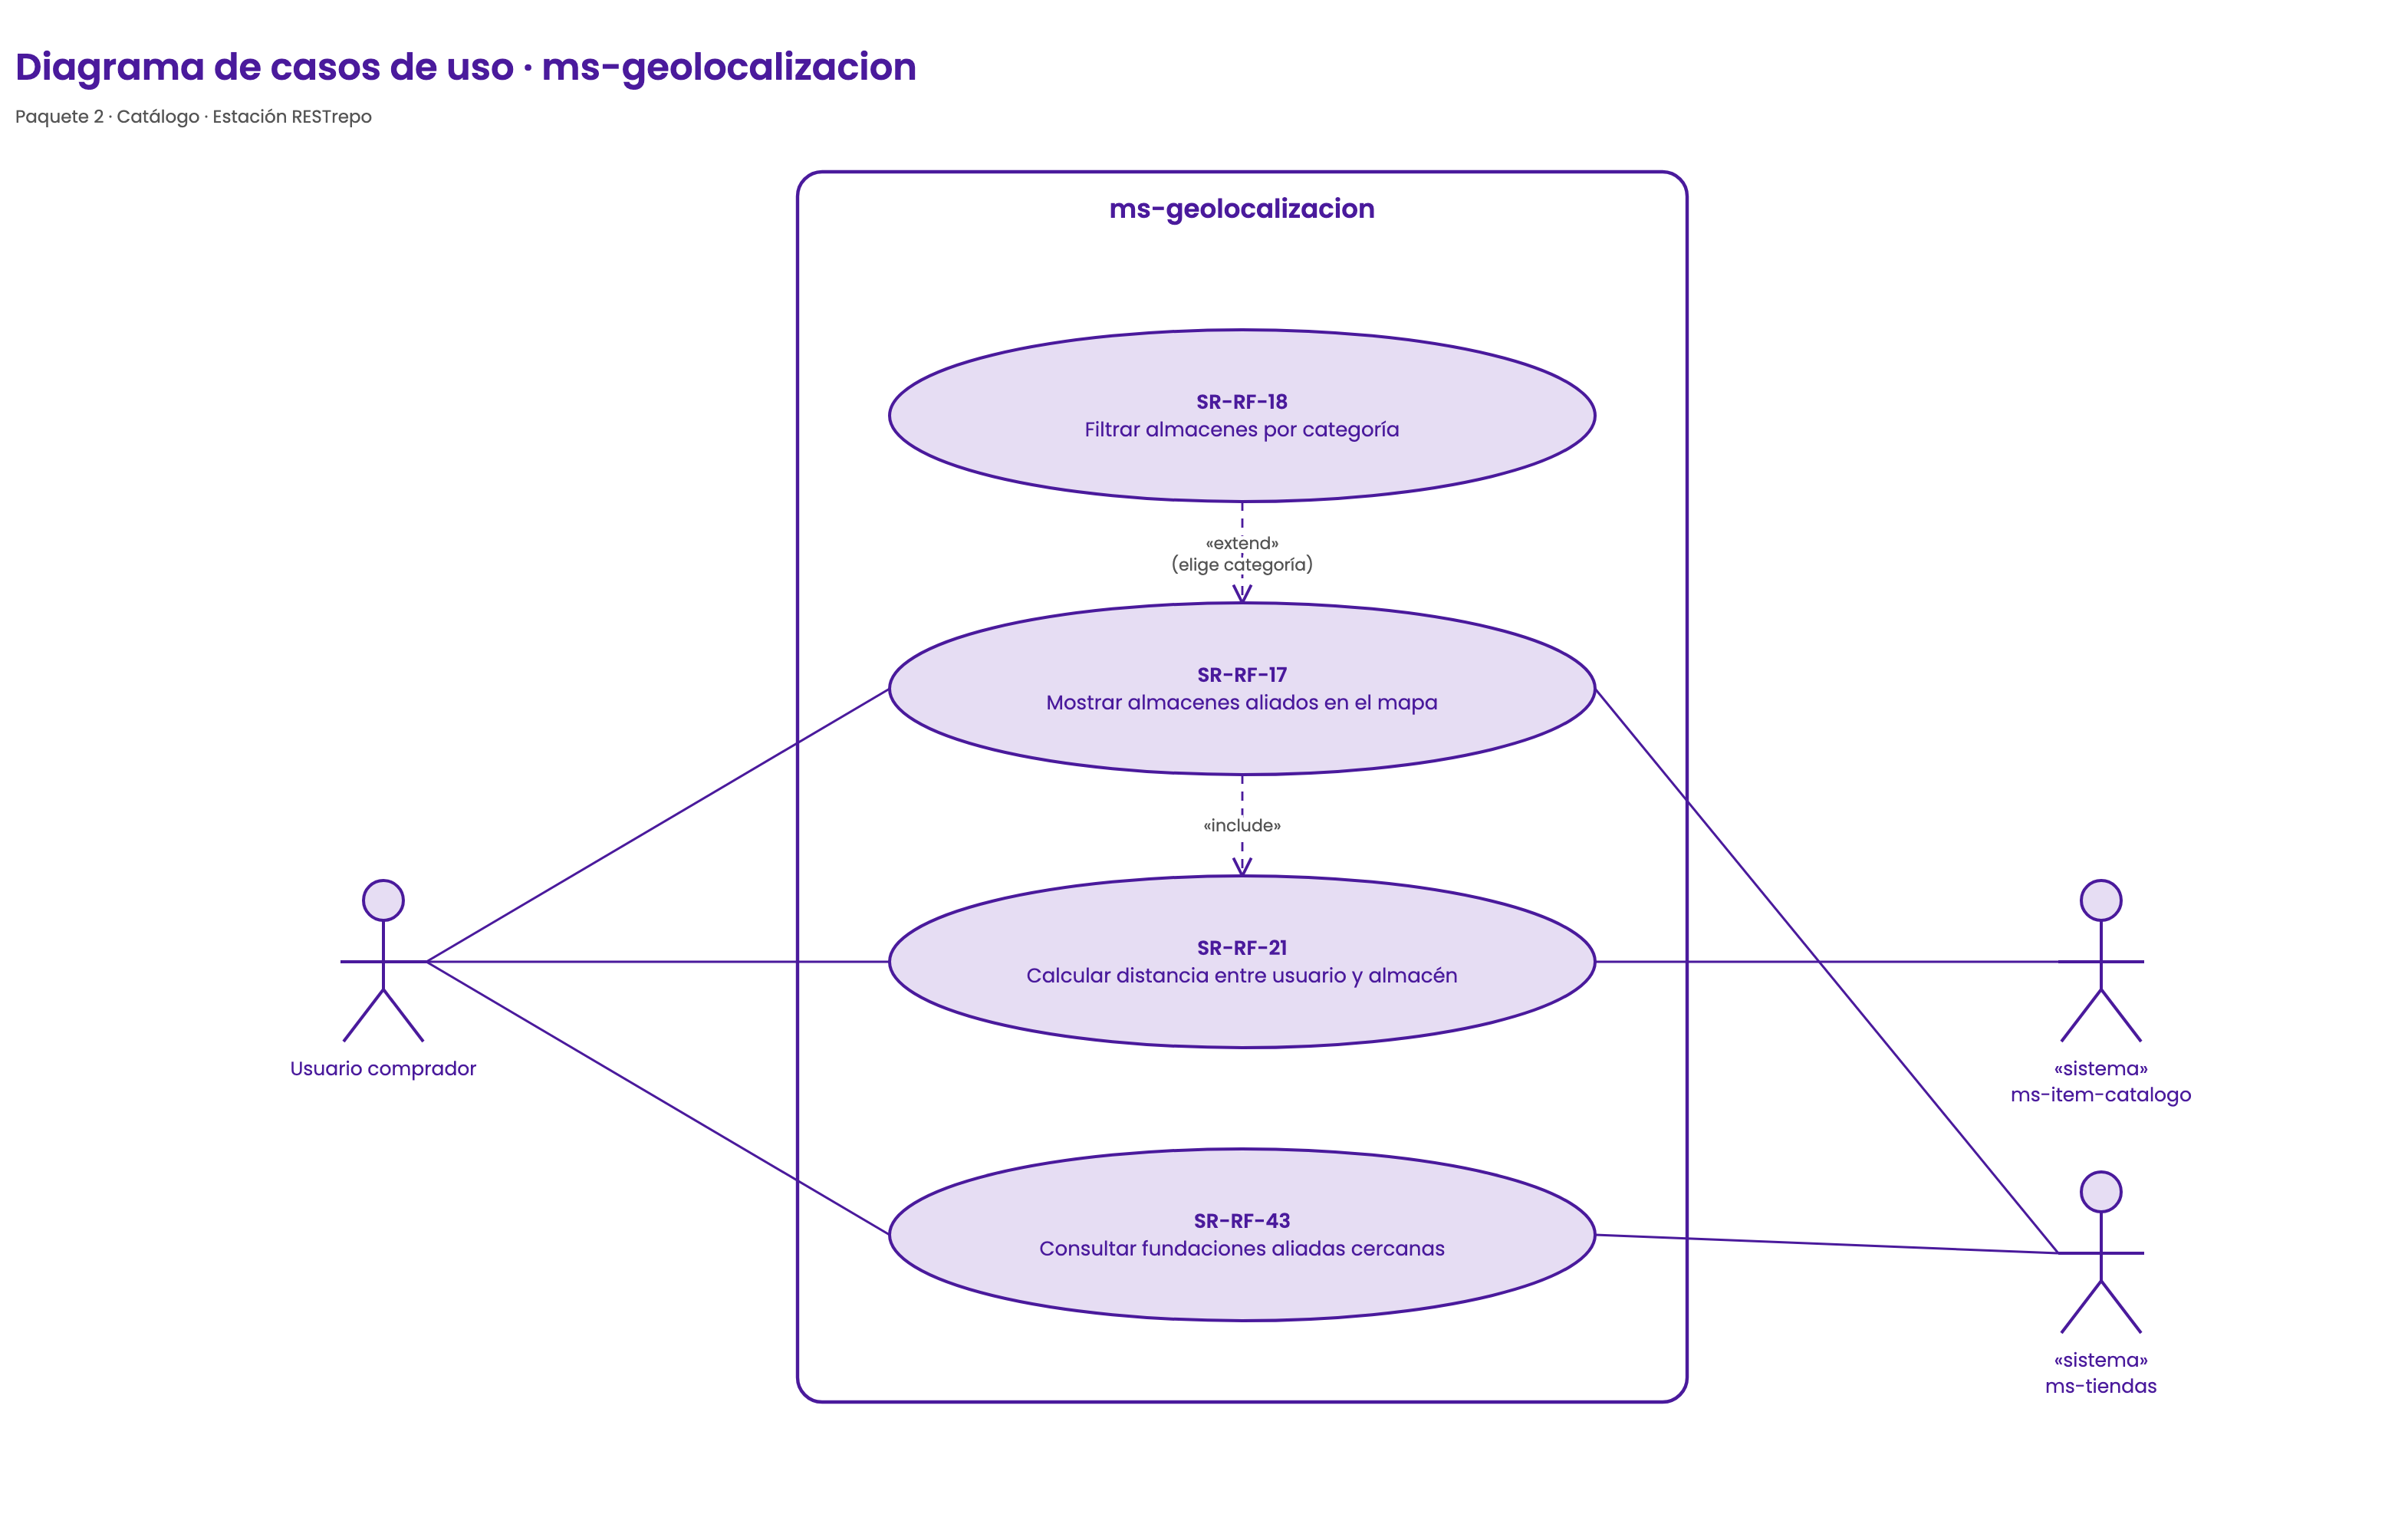 Diagrama de casos de uso · ms-geolocalizacion
Paquete 2 · Catálogo · Estación RESTrepo
ms-geolocalizacion
SR-RF-18
Filtrar almacenes por categoría
«extend»
(elige categoría)
SR-RF-17
Mostrar almacenes aliados en el mapa
«include»
SR-RF-21
Calcular distancia entre usuario y almacén
SR-RF-43
Consultar fundaciones aliadas cercanas
Usuario comprador
«sistema»
ms-item-catalogo
«sistema»
ms-tiendas